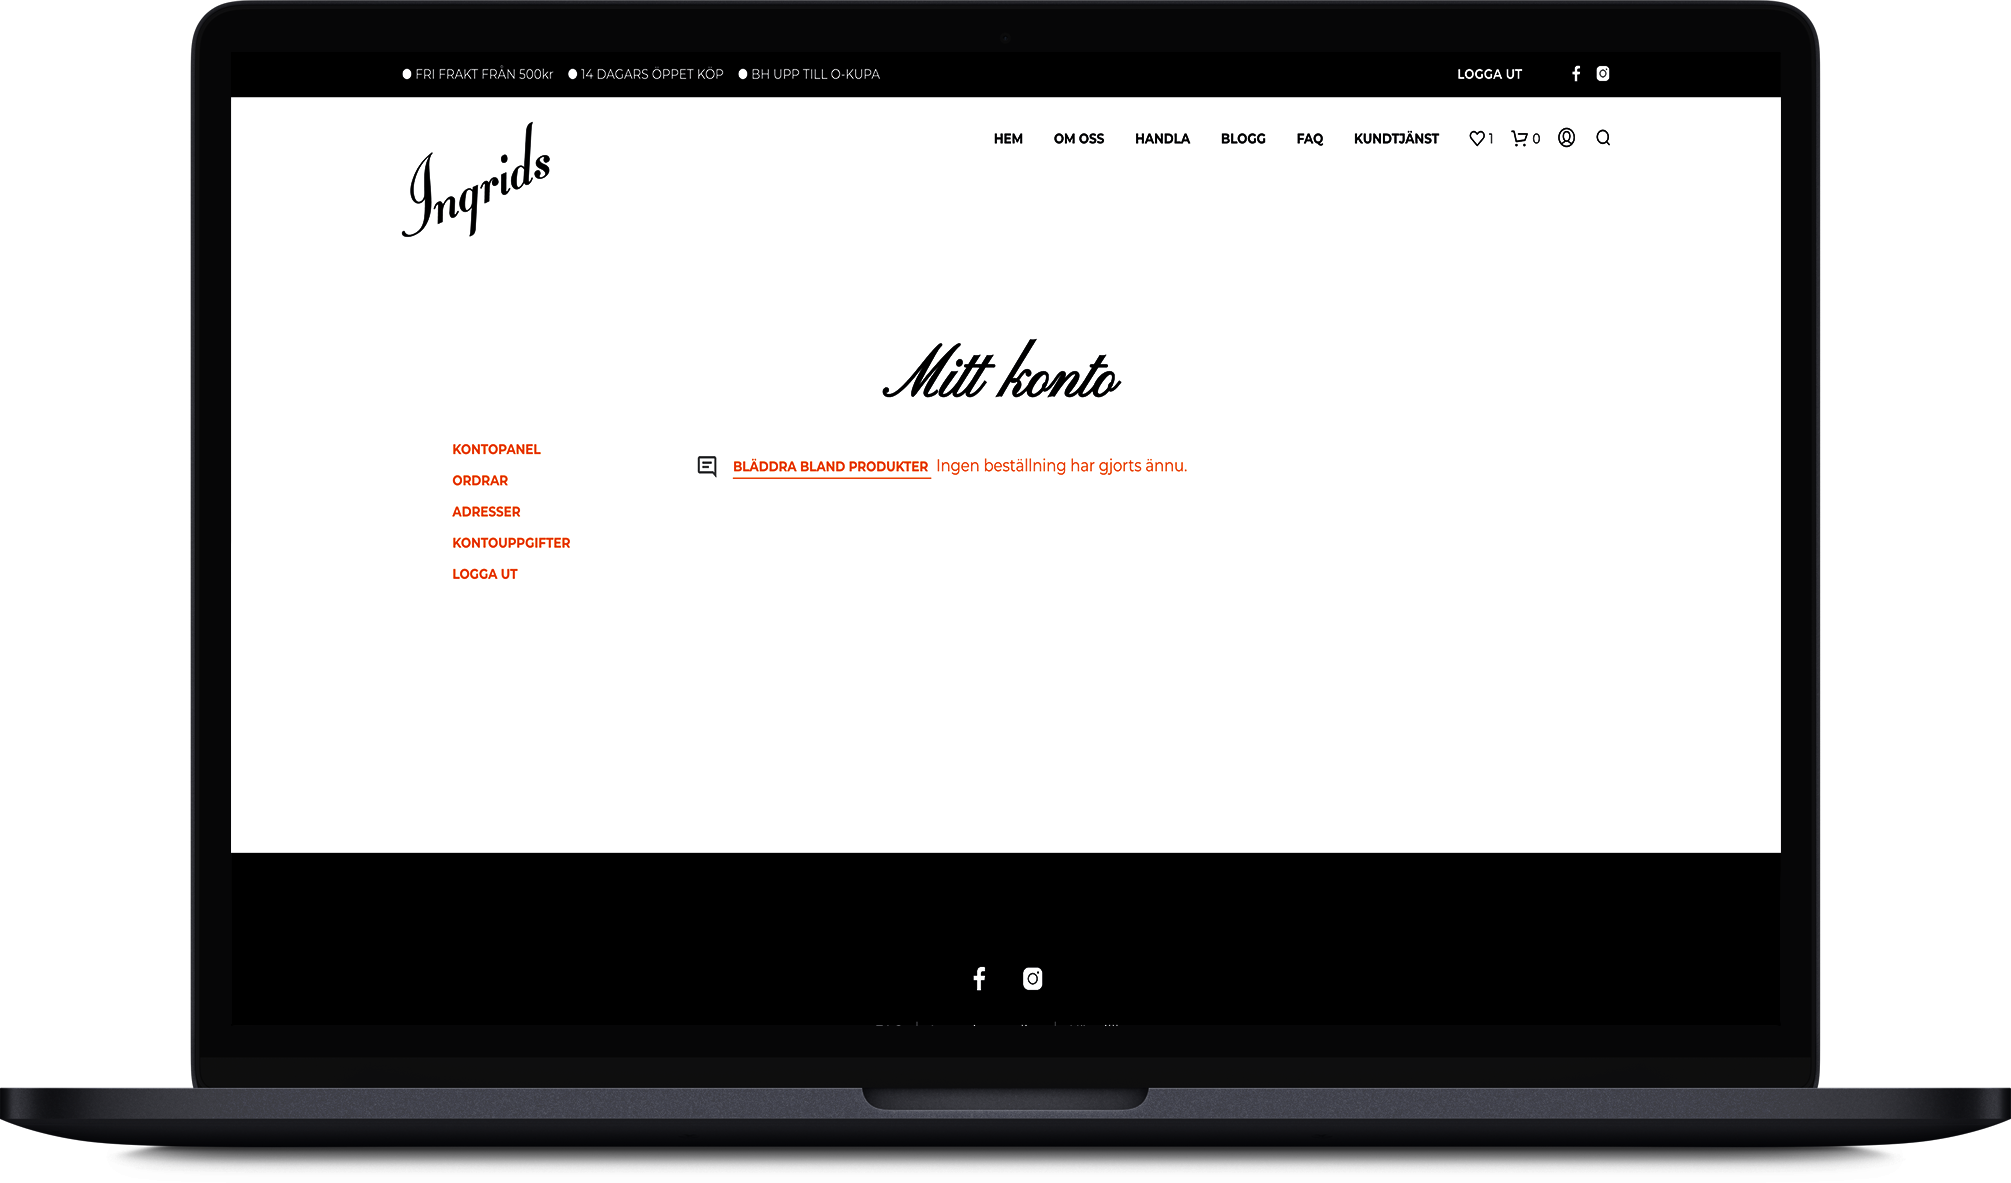 FRI FRAKT FRÅN 500kr 14 DAGARS ÖPPET KÖP BH UPP TILL O-KUPA LOGGA UT
Ingrids
HEM OM OSS HANDLA BLOGG FAQ KUNDTJÄNST 1 0
Mitt konto
KONTOPANEL
ORDRAR
ADRESSER
KONTOUPPGIFTER
LOGGA UT
BLÄDDRA BLAND PRODUKTER Ingen beställning har gjorts ännu.